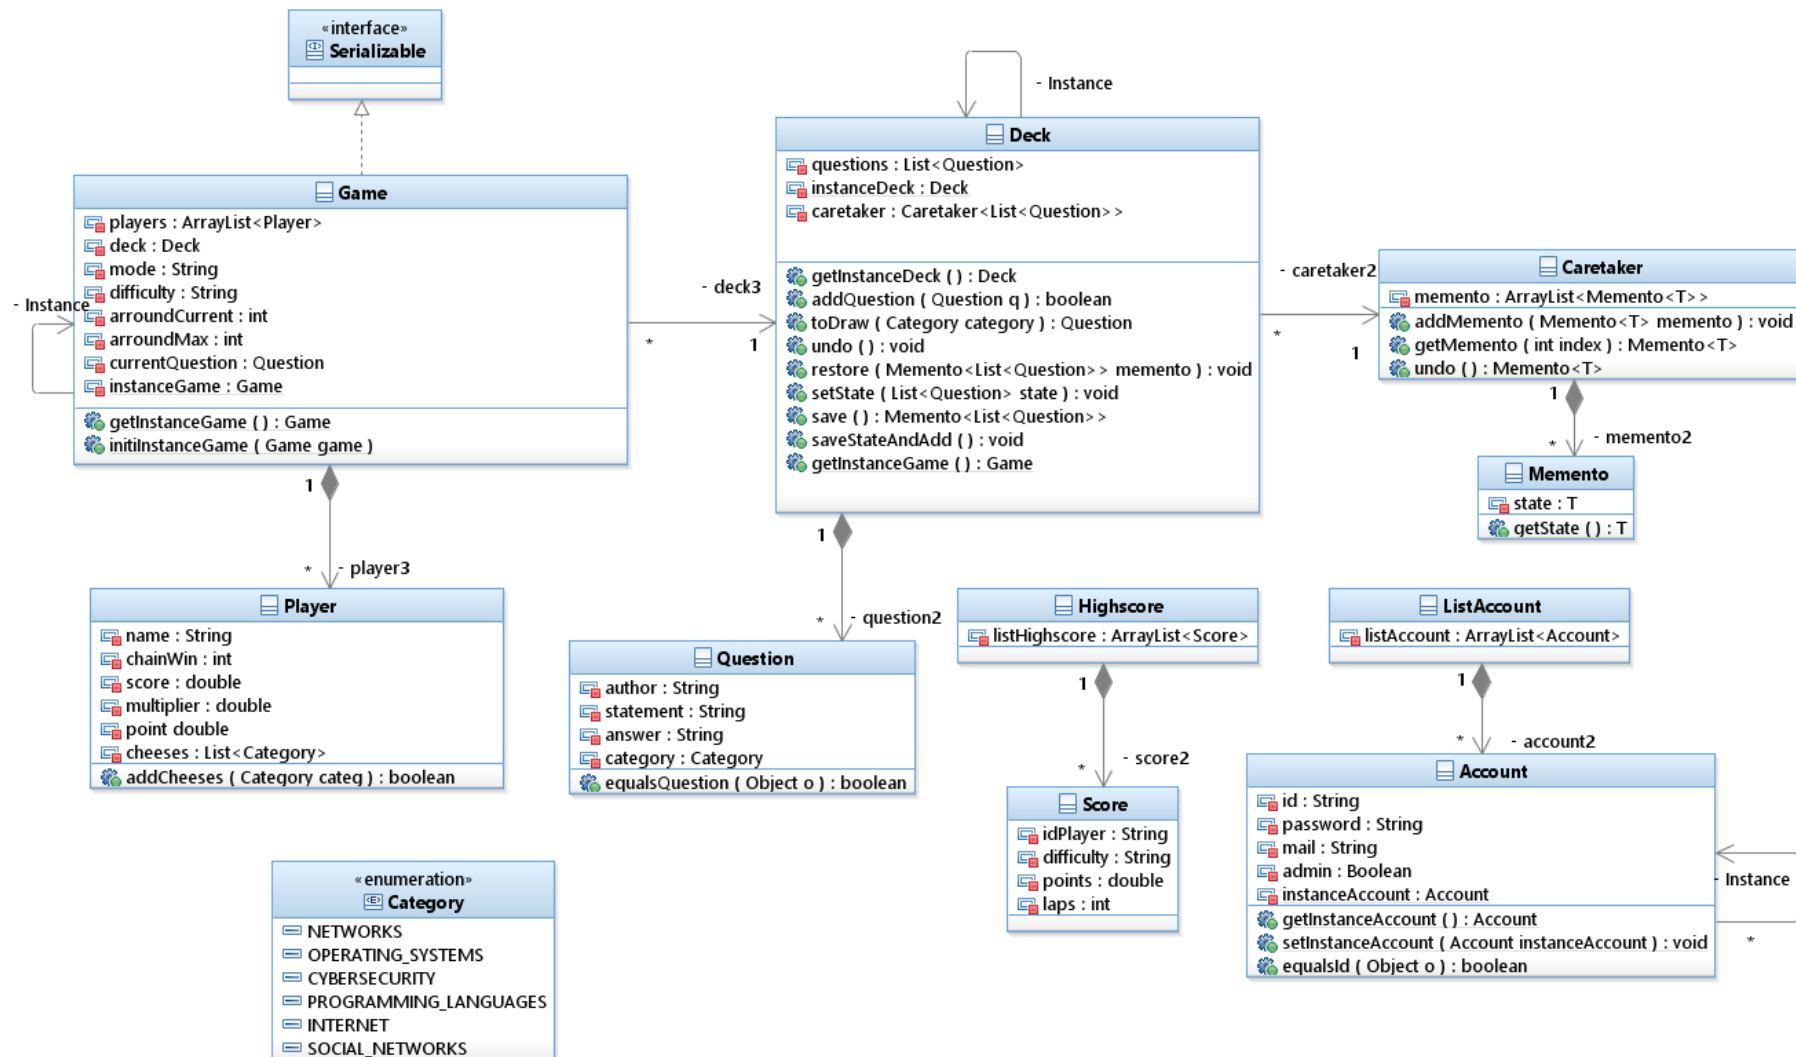 «interface»
Serializable
Game
players : ArrayList<Player>
deck : Deck
mode : String
difficulty : String
arroundCurrent : int
arroundMax : int
currentQuestion : Question
instanceGame : Game
getInstanceGame ( ) : Game
initiInstanceGame ( Game game )
- Instance
- deck3
*
1
1
*
- player3
Player
name : String
chainWin : int
score : double
multiplier : double
point double
cheeses : List<Category>
addCheeses ( Category categ ) : boolean
- Instance
Deck
questions : List<Question>
instanceDeck : Deck
caretaker : Caretaker<List<Question>>
getInstanceDeck ( ) : Deck
addQuestion ( Question q ) : boolean
toDraw ( Category category ) : Question
undo ( ) : void
restore ( Memento<List<Question>> memento ) : void
setState ( List<Question> state ) : void
save ( ) : Memento<List<Question>>
saveStateAndAdd ( ) : void
getInstanceGame ( ) : Game
- caretaker2
*
1
Caretaker
memento : ArrayList<Memento<T>>
addMemento ( Memento<T> memento ) : void
getMemento ( int index ) : Memento<T>
undo ( ) : Memento<T>
1
*
- memento2
Memento
state : T
getState ( ) : T
1
*
- question2
Question
author : String
statement : String
answer : String
category : Category
equalsQuestion ( Object o ) : boolean
Highscore
listHighscore : ArrayList<Score>
1
*
- score2
Score
idPlayer : String
difficulty : String
points : double
laps : int
ListAccount
listAccount : ArrayList<Account>
1
*
- account2
Account
id : String
password : String
mail : String
admin : Boolean
instanceAccount : Account
getInstanceAccount ( ) : Account
setInstanceAccount ( Account instanceAccount ) : void
equalsId ( Object o ) : boolean
- Instance
*
«enumeration»
Category
NETWORKS
OPERATING_SYSTEMS
CYBERSECURITY
PROGRAMMING_LANGUAGES
INTERNET
SOCIAL_NETWORKS